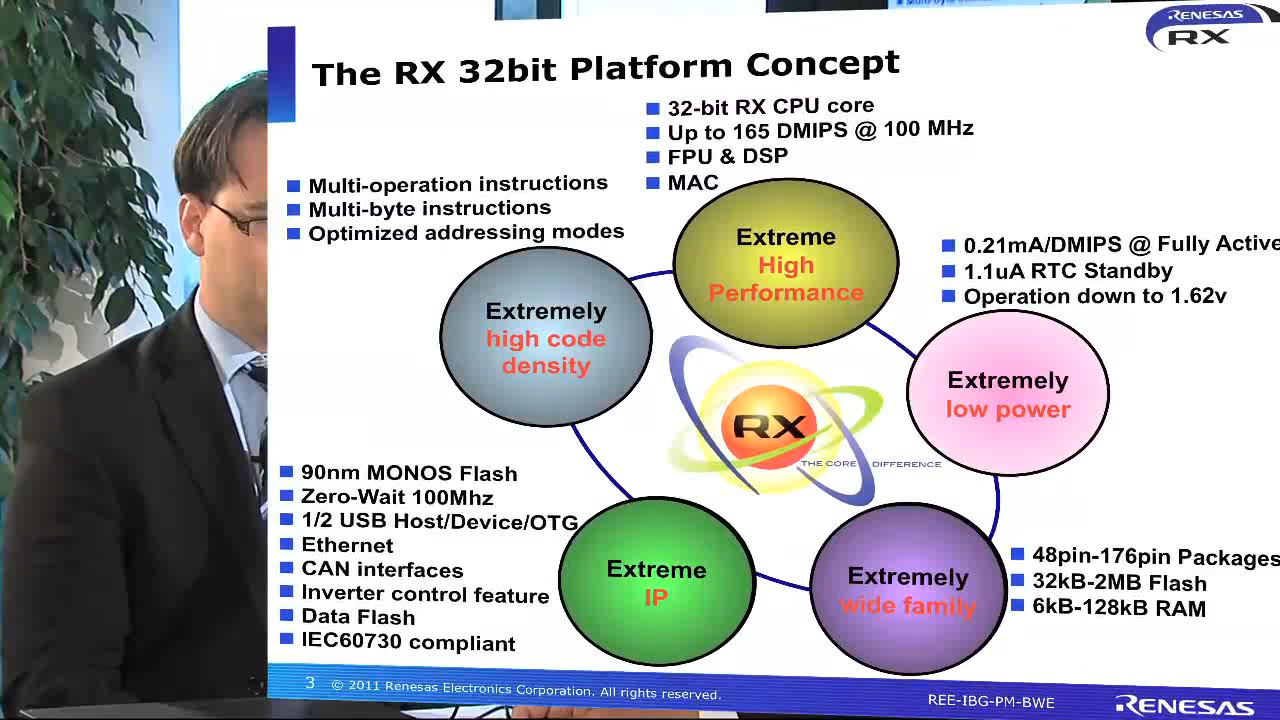 RENESAS
RX
The RX 32bit Platform Concept
32-bit RX CPU core
Up to 165 DMIPS @ 100 MHz
FPU & DSP
MAC
Multi-operation instructions
Multi-byte instructions
Optimized addressing modes
Extreme
High
Performance
0.21mA/DMIPS @ Fully Active
1.1uA RTC Standby
Operation down to 1.62v
Extremely
high code
density
Extremely
low power
RX
THE CORE DIFFERENCE
90nm MONOS Flash
Zero-Wait 100Mhz
1/2 USB Host/Device/OTG
Ethernet
CAN interfaces
Inverter control feature
Data Flash
IEC60730 compliant
Extreme
IP
Extremely
wide family
48pin-176pin Packages
32kB-2MB Flash
6kB-128kB RAM
3 © 2011 Renesas Electronics Corporation. All rights reserved.
REE-IBG-PM-BWE
RENESAS